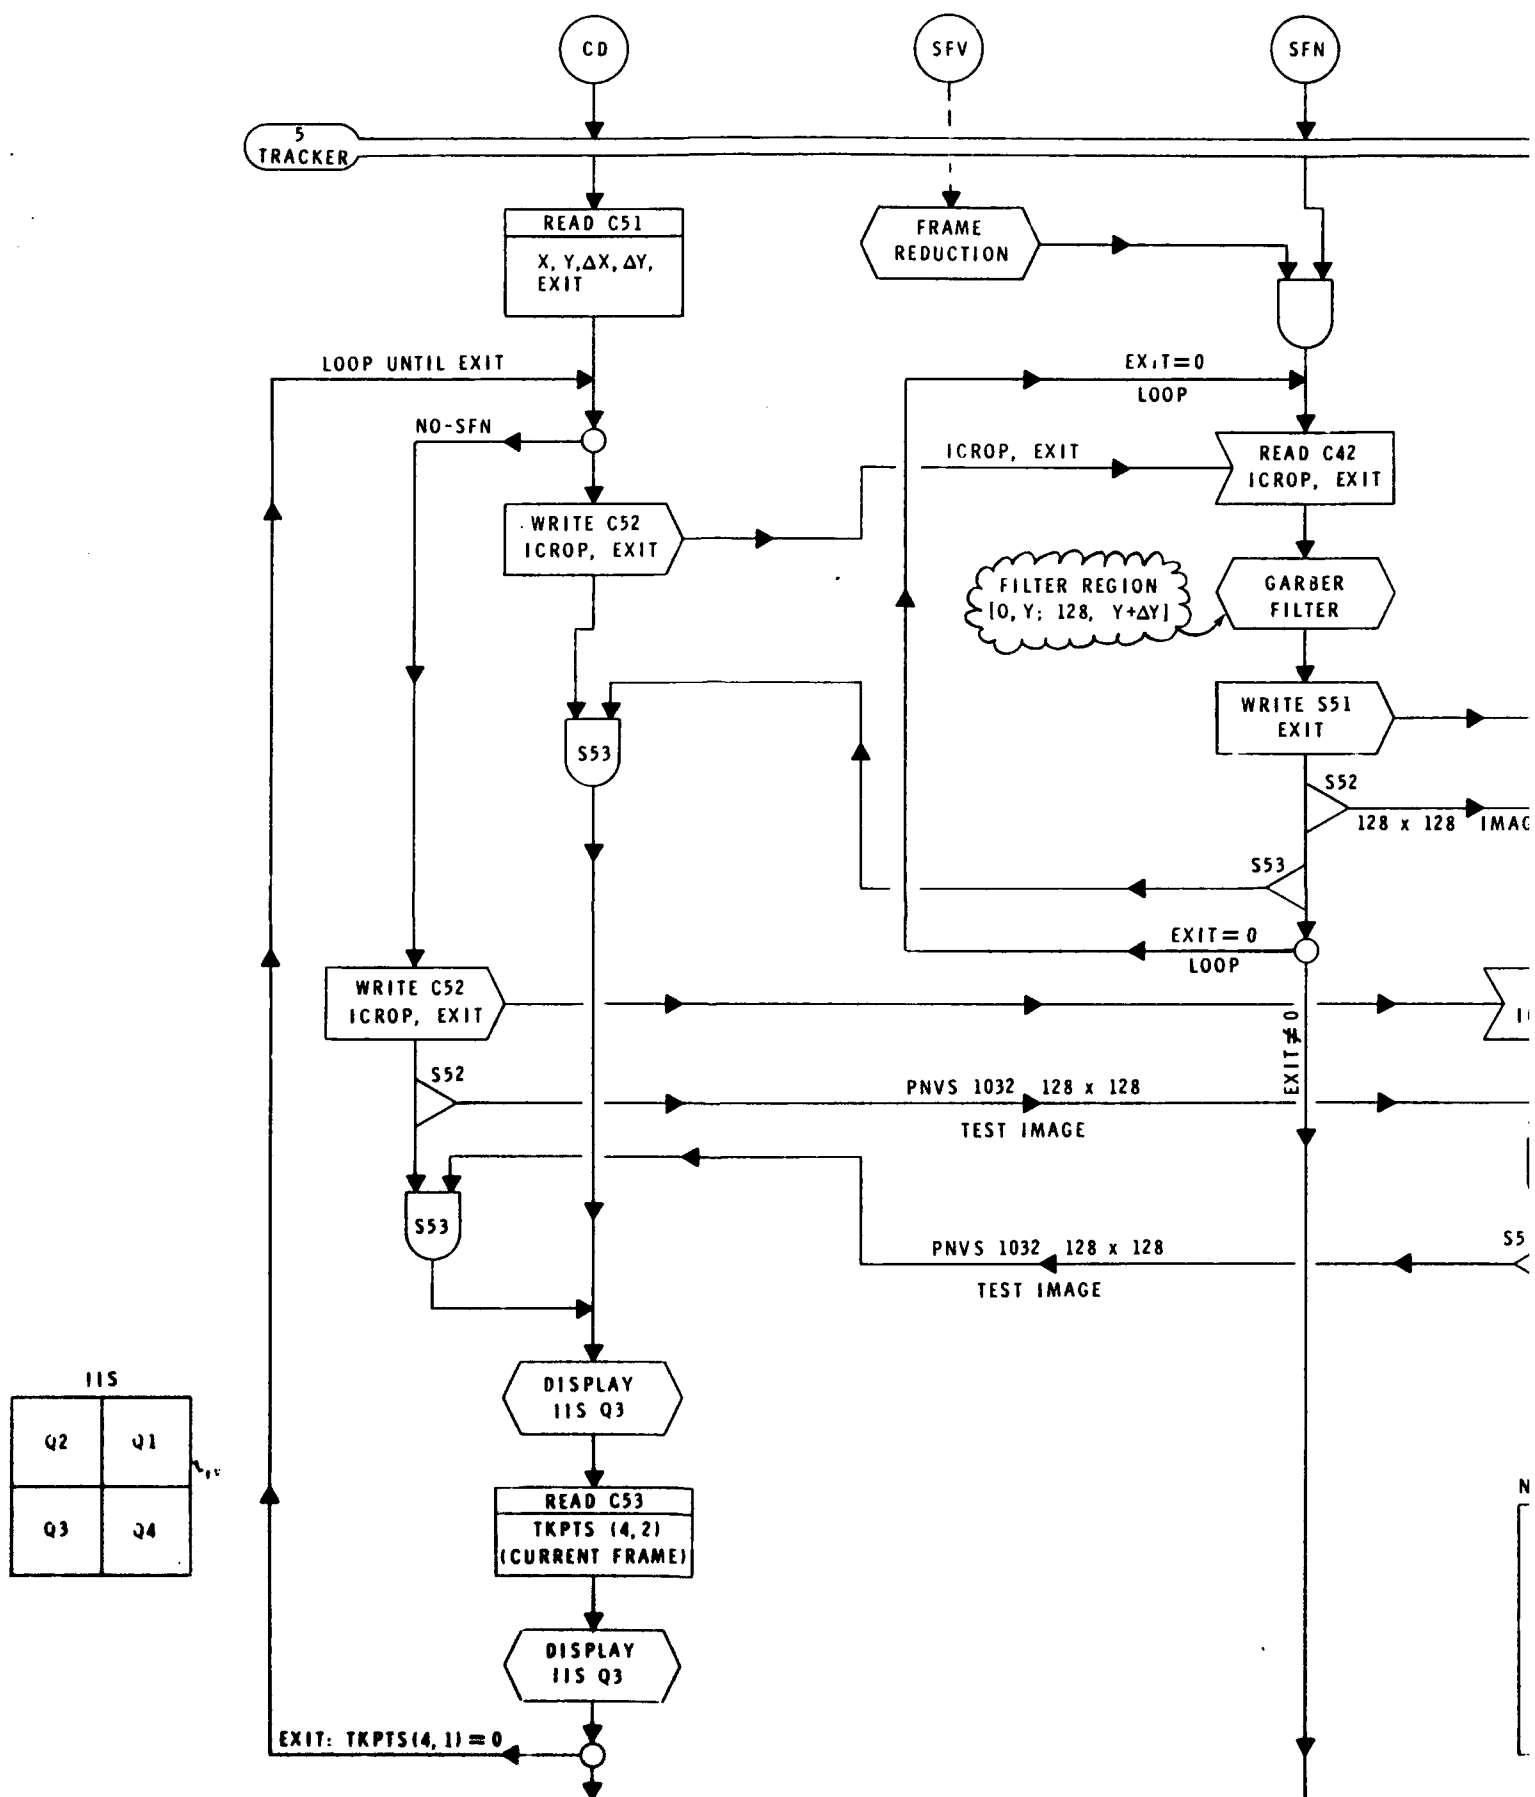 CD
SFV
SFN
5
TRACKER
READ C51
X, Y, ΔX, ΔY,
EXIT
FRAME
REDUCTION
LOOP UNTIL EXIT
EXIT=0
LOOP
NO-SFN
ICROP, EXIT
READ C42
ICROP, EXIT
WRITE C52
ICROP, EXIT
FILTER REGION
[0, Y; 128, Y+ΔY]
GARBER
FILTER
WRITE S51
EXIT
S53
S52
128 x 128 IMAG
S53
EXIT=0
LOOP
WRITE C52
ICROP, EXIT
EXIT≠0
S52
PNVS 1032 128 x 128
TEST IMAGE
S53
PNVS 1032 128 x 128
TEST IMAGE
S5
IIS
Q2
Q1
Q3
Q4
DISPLAY
IIS Q3
READ C53
TKPTS (4,2)
(CURRENT FRAME)
N
DISPLAY
IIS Q3
EXIT: TKPTS(4,1)=0